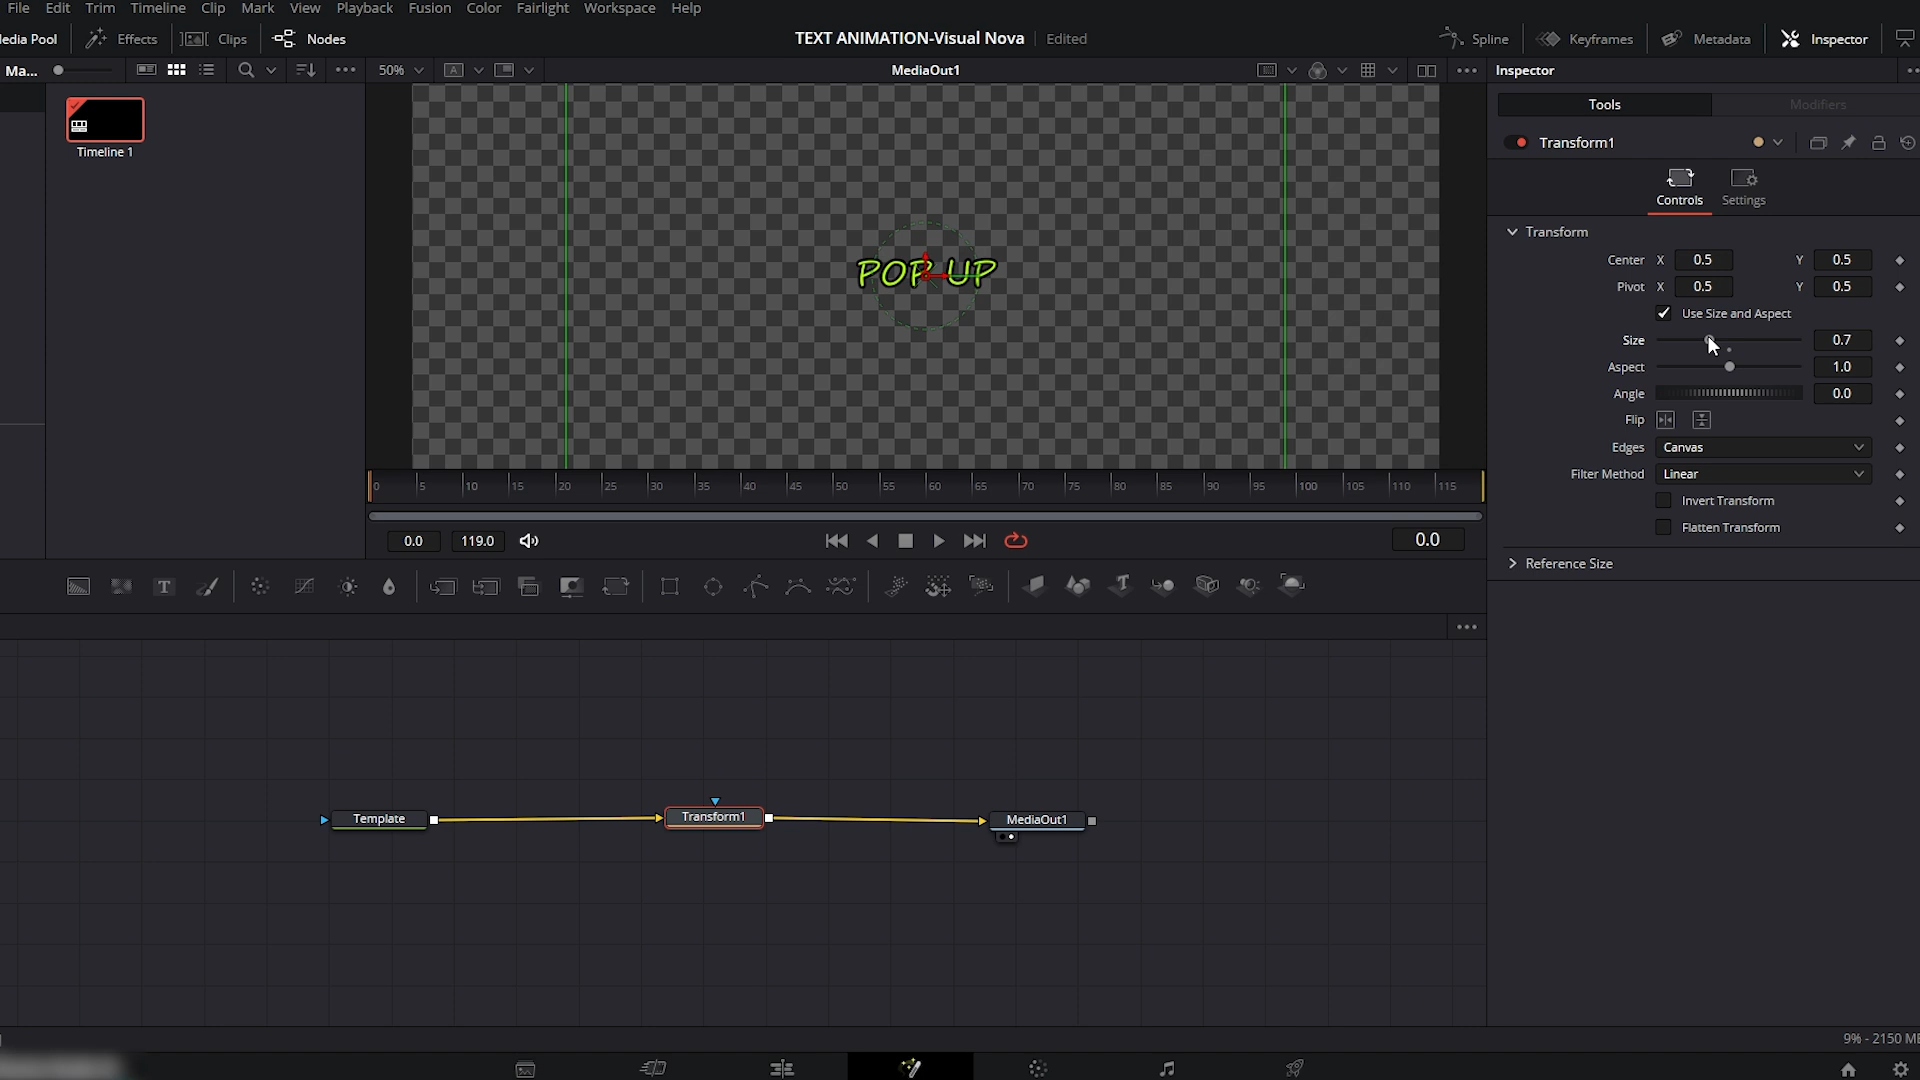 File Edit Trim Timeline Clip Mark View Playback Fusion Color Fairlight Workspace Help
edia Pool Effects Clips Nodes TEXT ANIMATION-Visual Nova Edited Spline Keyframes Metadata Inspector
Ma... 50% A MediaOut1 Inspector
Tools Modifiers
Timeline 1
Transform1
Controls Settings
Transform
Center X 0.5 Y 0.5
Pivot X 0.5 Y 0.5
Use Size and Aspect
Size 0.7
Aspect 1.0
Angle 0.0
Flip
Edges Canvas
Filter Method Linear
Invert Transform
Flatten Transform
Reference Size
POP UP
0 5 10 15 20 25 30 35 40 45 50 55 60 65 70 75 80 85 90 95 100 105 110 115
0.0 119.0 0.0
T
Template Transform1 MediaOut1
9% - 2150 ME